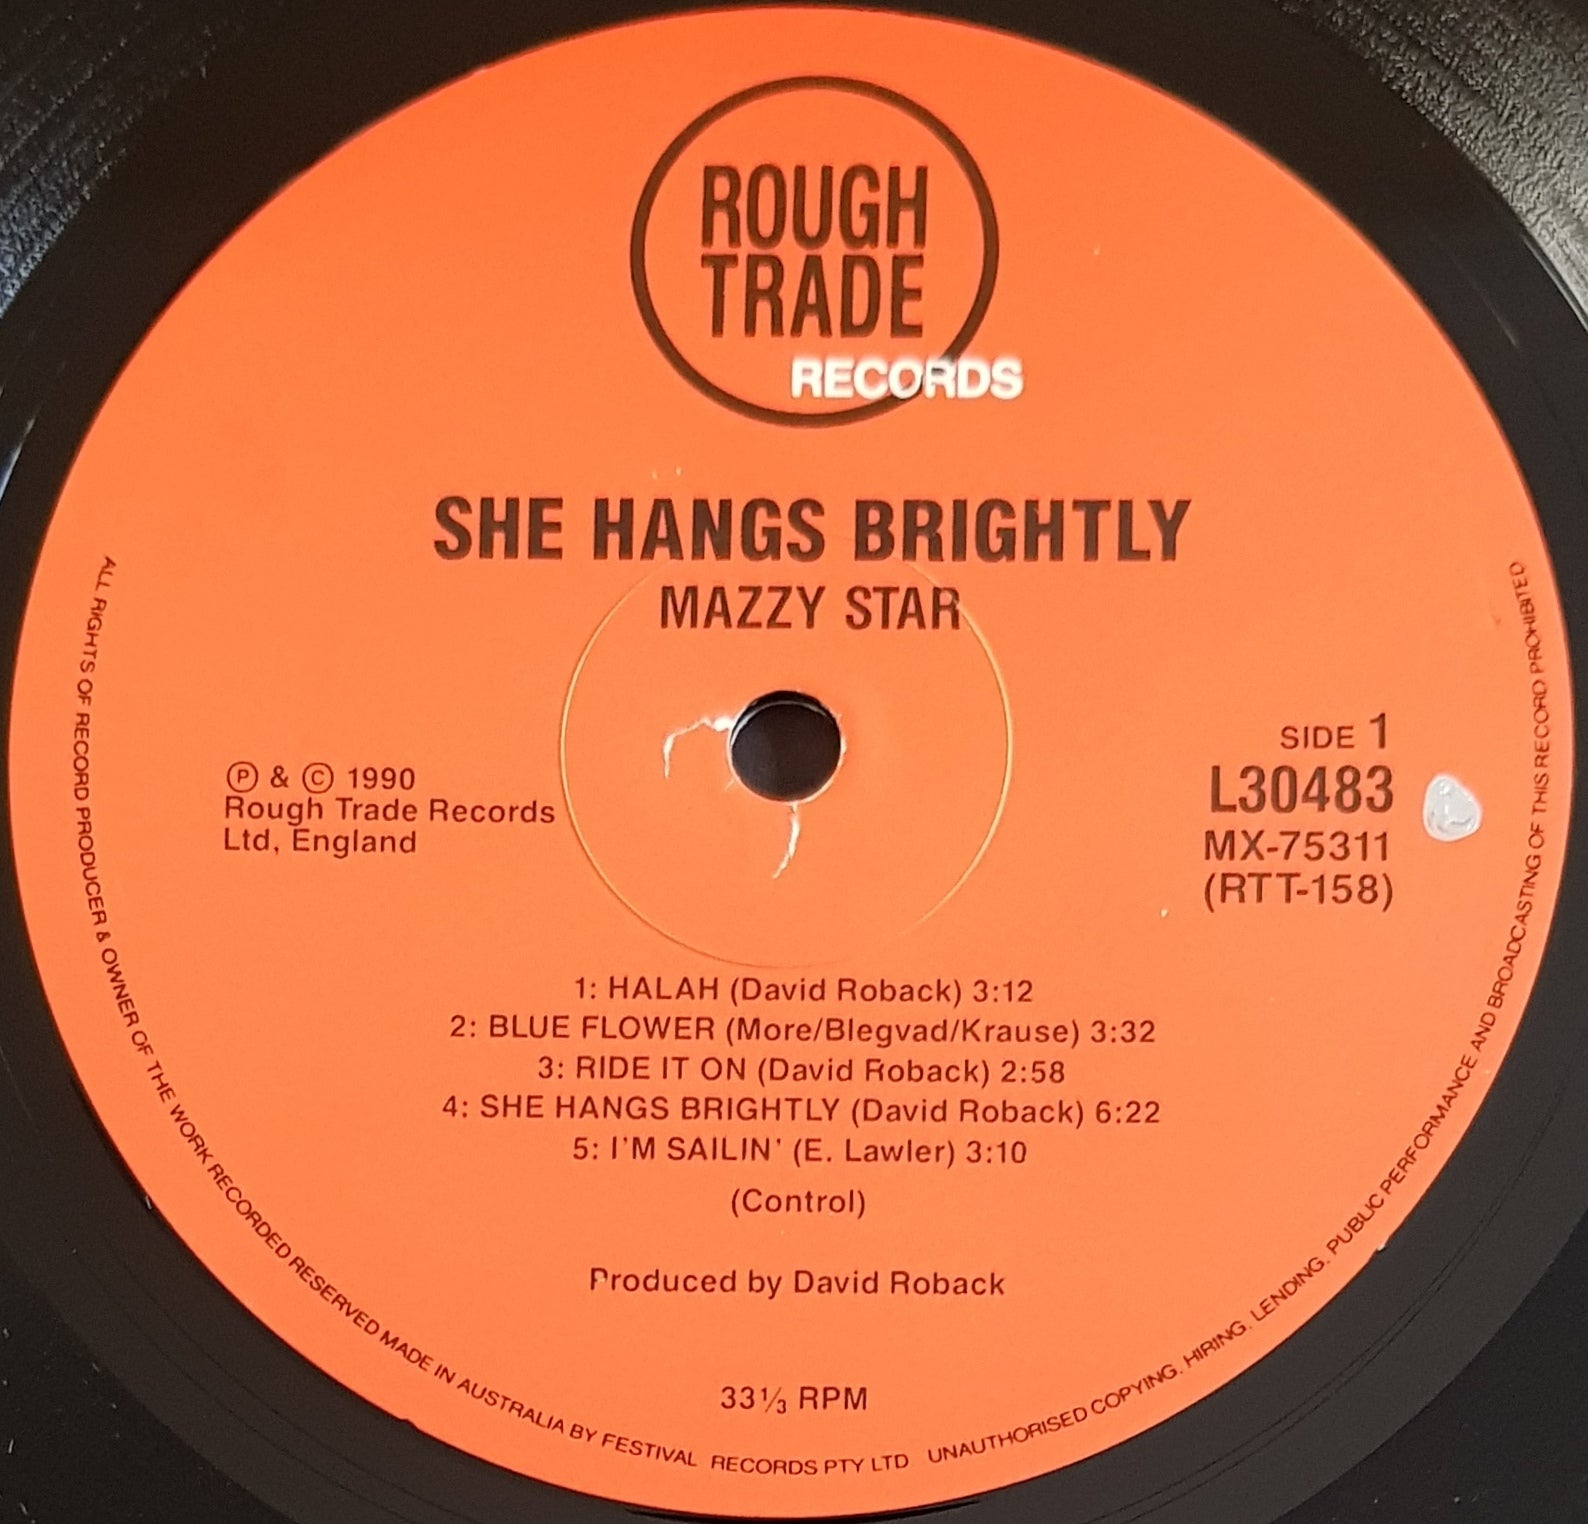 ROUGH
TRADE
RECORDS
SHE HANGS BRIGHTLY
MAZZY STAR
℗ & © 1990
Rough Trade Records
Ltd, England
SIDE 1
L30483
MX-75311
(RTT-158)
1: HALAH (David Roback) 3:12
2: BLUE FLOWER (More/Blegvad/Krause) 3:32
3: RIDE IT ON (David Roback) 2:58
4: SHE HANGS BRIGHTLY (David Roback) 6:22
5: I'M SAILIN' (E. Lawler) 3:10
(Control)
Produced by David Roback
33⅓ RPM
ALL RIGHTS OF RECORD PRODUCER & OWNER OF THE WORK RECORDED RESERVED MADE IN AUSTRALIA BY FESTIVAL RECORDS PTY LTD UNAUTHORISED COPYING. HIRING. LENDING. PUBLIC PERFORMANCE AND BROADCASTING OF THIS RECORD PROHIBITED